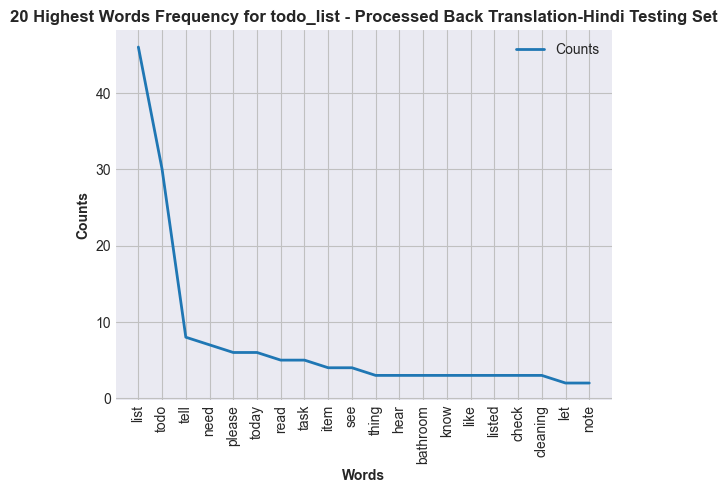 20 Highest Words Frequency for todo_list - Processed Back Translation-Hindi Testing Set
Counts
40
30
20
10
0
Counts
list
todo
tell
need
please
today
read
task
item
see
thing
hear
bathroom
know
like
listed
check
cleaning
let
note
Words